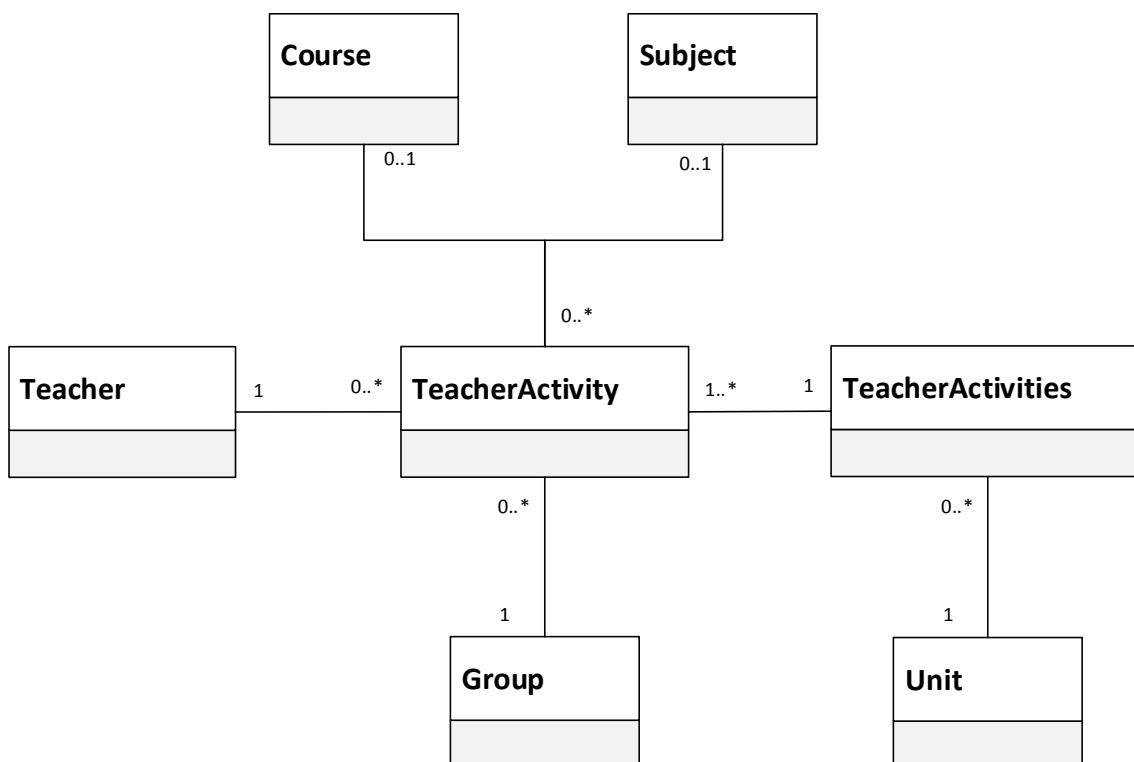 Course
Subject
0..1
0..1
0..*
Teacher
1
0..*
TeacherActivity
1..*
1
TeacherActivities
0..*
0..*
1
1
Group
Unit